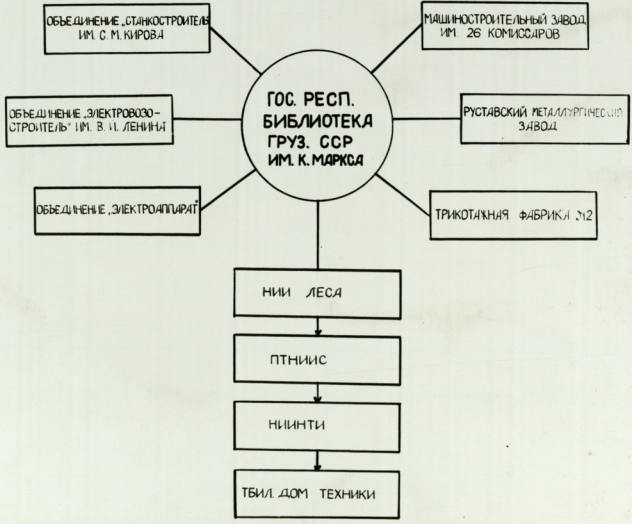 ОБЪЕДИНЕНИЕ „СТАНКОСТРОИТЕЛЬ
ИМ. С. М. КИРОВА
МАШИНОСТРОИТЕЛЬНЫЙ ЗАВОД
ИМ. 26 КОМИССАРОВ
ОБЪЕДИНЕНИЕ „ЭЛЕКТРОВОЗО-
СТРОИТЕЛЬ" ИМ. В. И. ЛЕНИНА
ГОС. РЕСП.
БИБЛИОТЕКА
ГРУЗ. ССР
ИМ. К. МАРКСА
РУСТАВСКИЙ МЕТАЛЛУРГИЧЕСКИЙ
ЗАВОД
ОБЪЕДИНЕНИЕ „ЭЛЕКТРОАППАРАТ"
ТРИКОТАЖНАЯ ФАБРИКА №2
НИИ ЛЕСА
ПТНИИС
НИИНТИ
ТБИЛ. ДОМ ТЕХНИКИ